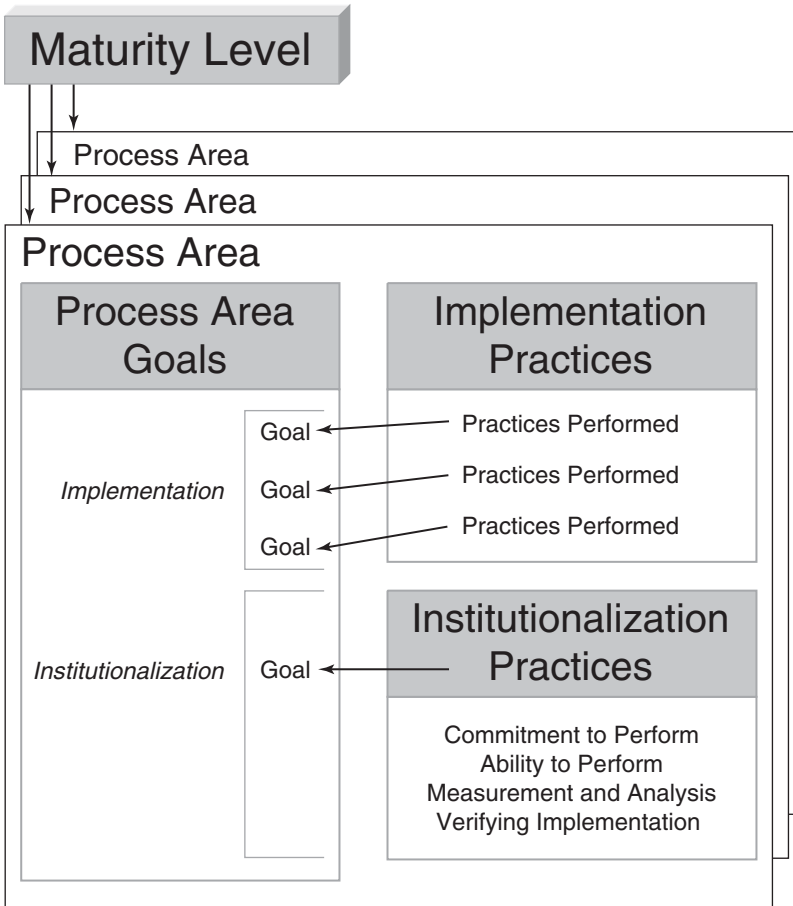 Maturity Level
Process Area
Process Area
Process Area
Process Area
Goals
Implementation
Goal
Goal
Goal
Institutionalization
Goal
Implementation
Practices
Practices Performed
Practices Performed
Practices Performed
Institutionalization
Practices
Commitment to Perform
Ability to Perform
Measurement and Analysis
Verifying Implementation